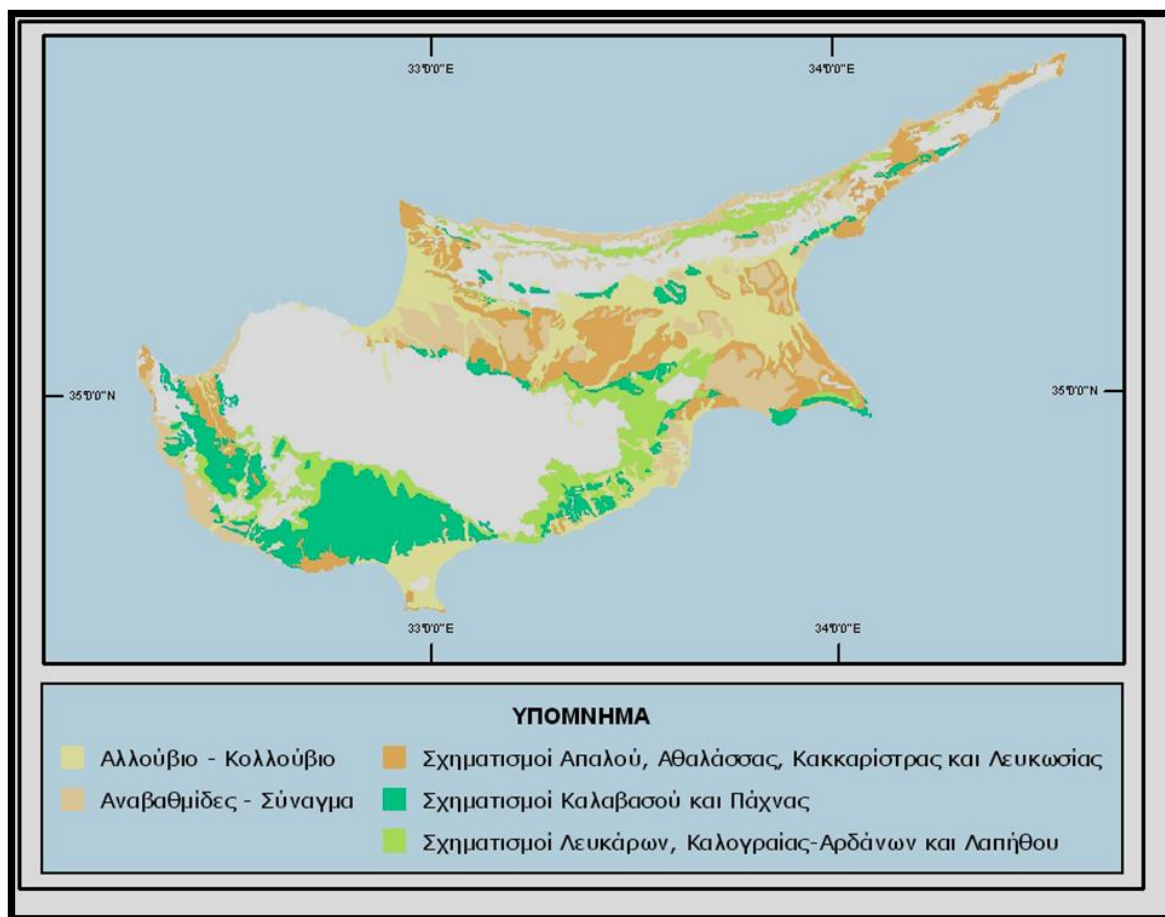 33°0'0"E 34°0'0"E
35°0'0"N 35°0'0"N
33°0'0"E 34°0'0"E
ΥΠΟΜΝΗΜΑ
Αλλούβιο - Κολλούβιο
Αναβαθμίδες - Σύναγμα
Σχηματισμοί Απαλού, Αθαλάσσας, Κακκαρίστρας και Λευκωσίας
Σχηματισμοί Καλαβασού και Πάχνας
Σχηματισμοί Λευκάρων, Καλογραίας-Αρδάνων και Λαπήθου